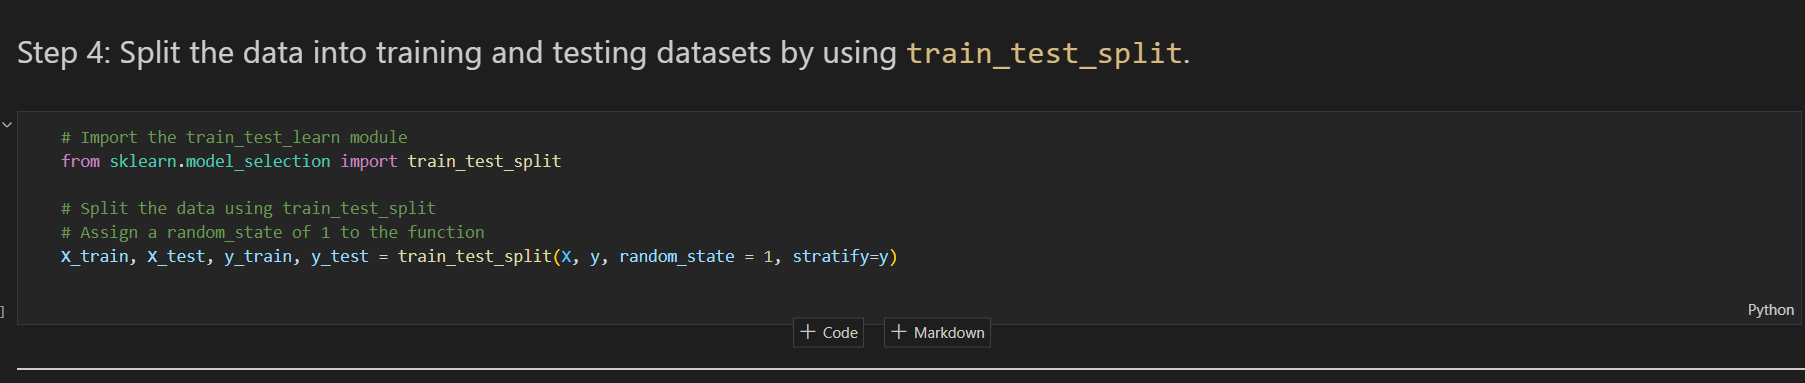 Step 4: Split the data into training and testing datasets by using train_test_split.
# Import the train_test_learn module
from sklearn.model_selection import train_test_split
# Split the data using train_test_split
# Assign a random_state of 1 to the function
X_train, X_test, y_train, y_test = train_test_split(X, y, random_state = 1, stratify=y)
]
Python
+ Code + Markdown